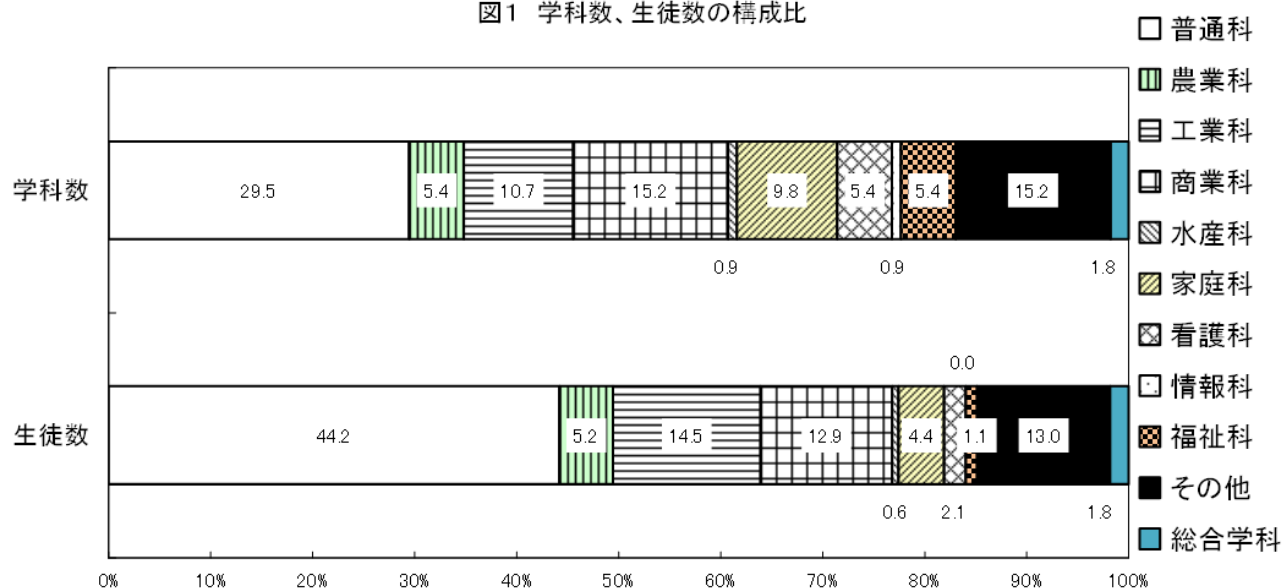 図1 学科数、生徒数の構成比
普通科
農業科
工業科
商業科
水産科
家庭科
看護科
情報科
福祉科
その他
総合学科
学科数
29.5 5.4 10.7 15.2 9.8 5.4 5.4 15.2
0.9 0.9 1.8
0.0
生徒数
44.2 5.2 14.5 12.9 4.4 1.1 13.0
0.6 2.1 1.8
0% 10% 20% 30% 40% 50% 60% 70% 80% 90% 100%